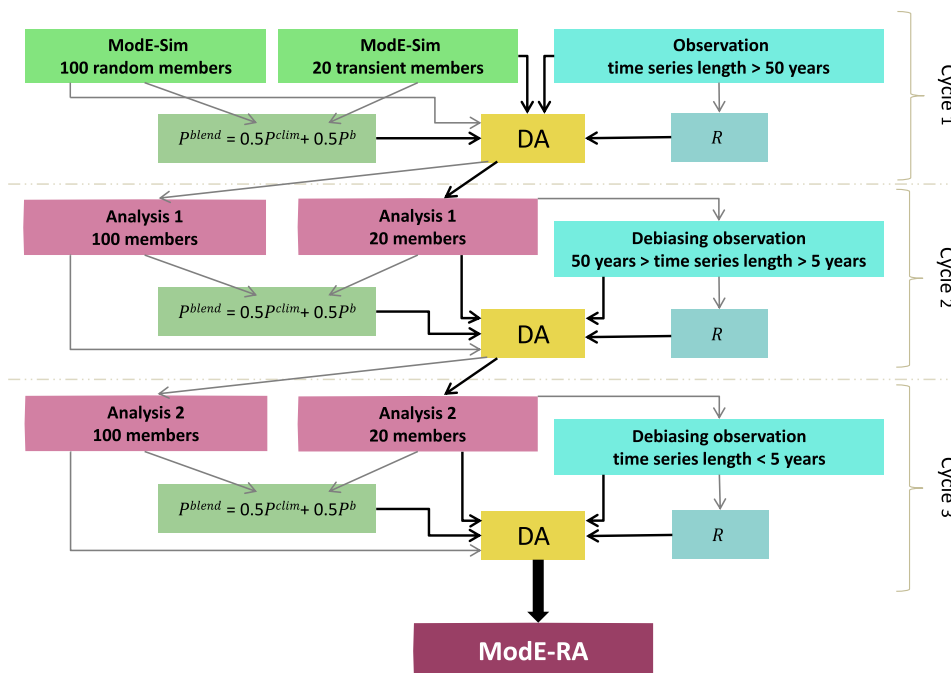 ModE-Sim
100 random members
ModE-Sim
20 transient members
Observation
time series length > 50 years
P^blend = 0.5P^clim + 0.5P^b
DA
R
Cycle 1
Analysis 1
100 members
Analysis 1
20 members
Debiasing observation
50 years > time series length > 5 years
P^blend = 0.5P^clim + 0.5P^b
DA
R
Cycle 2
Analysis 2
100 members
Analysis 2
20 members
Debiasing observation
time series length < 5 years
P^blend = 0.5P^clim + 0.5P^b
DA
R
Cycle 3
ModE-RA